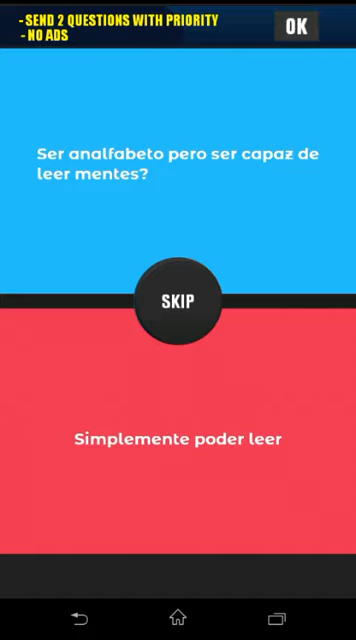 - SEND 2 QUESTIONS WITH PRIORITY
- NO ADS
OK
Ser analfabeto pero ser capaz de
leer mentes?
SKIP
Simplemente poder leer